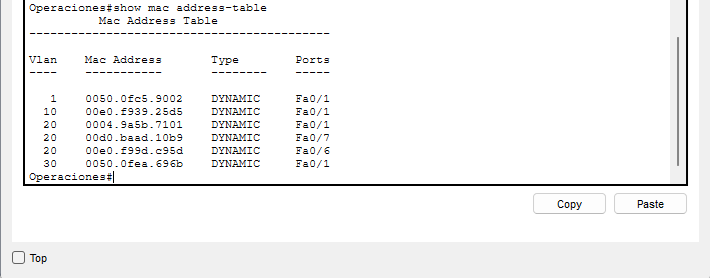 Operaciones#show mac address-table
Mac Address Table
-------------------------------------------
Vlan Mac Address Type Ports
---- ----------- -------- -----
1 0050.0fc5.9002 DYNAMIC Fa0/1
10 00e0.f939.25d5 DYNAMIC Fa0/1
20 0004.9a5b.7101 DYNAMIC Fa0/1
20 00d0.baad.10b9 DYNAMIC Fa0/7
20 00e0.f99d.c95d DYNAMIC Fa0/6
30 0050.0fea.696b DYNAMIC Fa0/1
Operaciones#
Copy Paste
Top